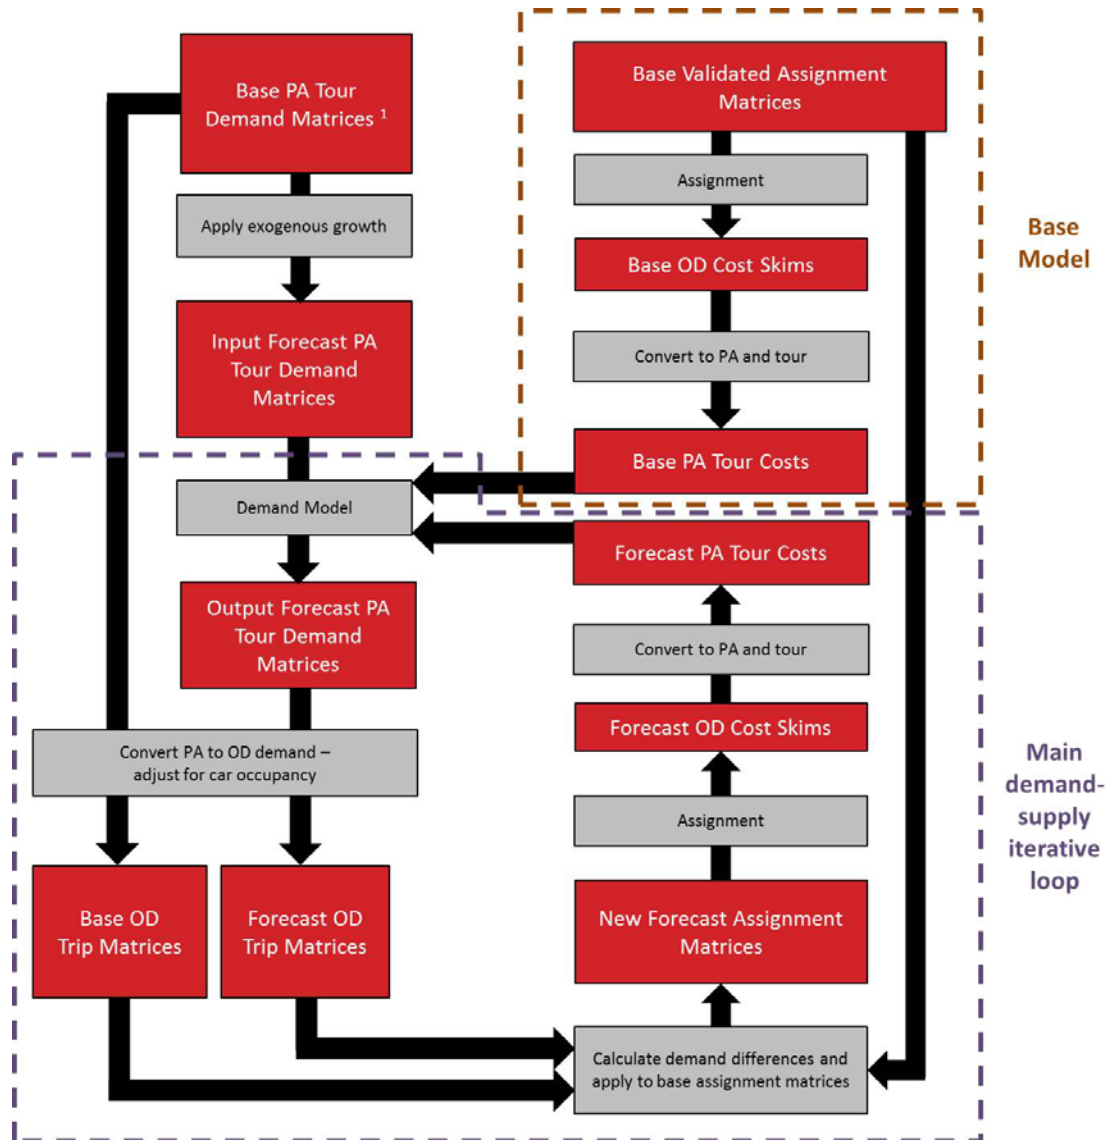 Base PA Tour
Demand Matrices ¹
Apply exogenous growth
Input Forecast PA
Tour Demand
Matrices
Demand Model
Output Forecast PA
Tour Demand
Matrices
Convert PA to OD demand –
adjust for car occupancy
Base OD
Trip Matrices
Forecast OD
Trip Matrices
Base Validated Assignment
Matrices
Assignment
Base OD Cost Skims
Convert to PA and tour
Base PA Tour Costs
Forecast PA Tour Costs
Convert to PA and tour
Forecast OD Cost Skims
Assignment
New Forecast Assignment
Matrices
Calculate demand differences and
apply to base assignment matrices
Base
Model
Main
demand-
supply
iterative
loop